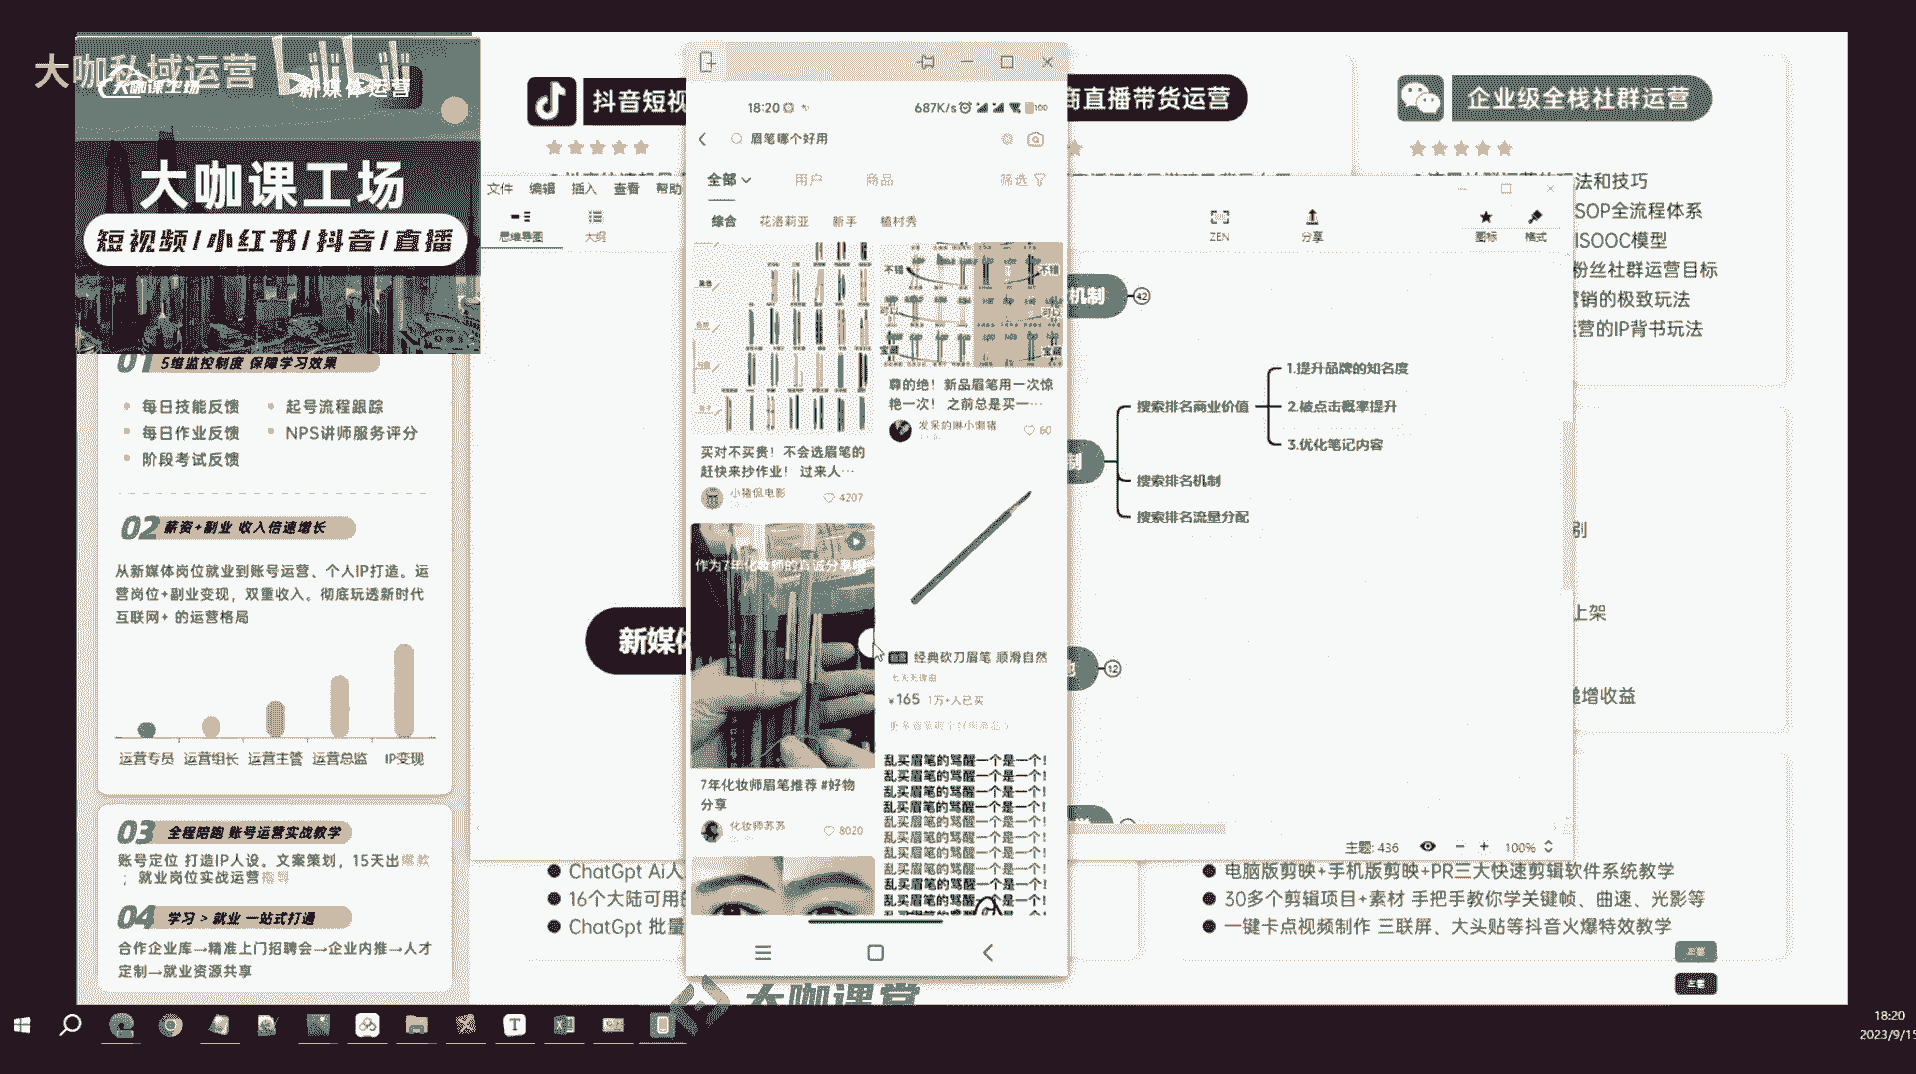 大咖私域运营
大咖课工场
新媒体运营
大咖课工场
短视频/小红书/抖音/直播
01 5维监控制度 保障学习效果
每日技能反馈
起号流程跟踪
每日作业反馈
NPS讲师服务评分
阶段考试反馈
02 薪资+副业 收入倍速增长
从新媒体岗位就业到账号运营、个人IP打造。运
营岗位+副业变现，双重收入。彻底玩透新时代
互联网+ 的运营格局
运营专员 运营组长 运营主管 运营总监 IP变现
03 全程陪跑 账号运营实战教学
账号定位 打造IP人设。文案策划，15天出爆款
；就业岗位实战运营指导
04 学习 > 就业 一站式打通
合作企业库→精准上门招聘会→企业内推→人才
定制→就业资源共享
抖音短视
商直播带货运营
企业级全栈社群运营
法和技巧
SOP全流程体系
ISOOC模型
粉丝社群运营目标
营销的极致玩法
运营的IP背书玩法
别
上架
递增收益
文件 编辑 插入 查看 帮助
思维导图
大纲
ZEN
分享
图标
格式
机制
42
制
搜索排名商业价值
1.提升品牌的知名度
2.被点击概率提升
3.优化笔记内容
搜索排名机制
搜索排名流量分配
新媒体
12
主题: 436
100%
18:20
687K/s
100
眉笔哪个好用
全部
用户
商品
筛选
综合
花洛莉亚
新手
植村秀
不错
不错
可以
可以
宝藏
宝藏
买对不买贵！不会选眉笔的
赶快来抄作业！ 过来人…
小猪侃电影
4207
尊的绝！新品眉笔用一次惊
艳一次！ 之前总是买一…
发呆的琳小懒猪
60
作为7年化妆师的真诚分享
7年化妆师眉笔推荐 #好物
分享
化妆师苏苏
8020
经典砍刀眉笔 顺滑自然
¥165 1万+人已买
乱买眉笔的骂醒一个是一个！
乱买眉笔的骂醒一个是一个！
乱买眉笔的骂醒一个是一个！
乱买眉笔的骂醒一个是一个！
乱买眉笔的骂醒一个是一个！
乱买眉笔的骂醒一个是一个！
乱买眉笔的骂醒一个是一个！
乱买眉笔的骂醒一个是一个！
乱买眉笔的骂醒一个是一个！
乱买眉笔的骂醒一个是一个！
ChatGpt Ai人
16个大陆可用的
ChatGpt 批量
电脑版剪映+手机版剪映+PR三大快速剪辑软件系统教学
30多个剪辑项目+素材 手把手教你学关键帧、曲速、光影等
一键卡点视频制作 三联屏、大头贴等抖音火爆特效教学
大咖课堂
18:20
2023/9/15